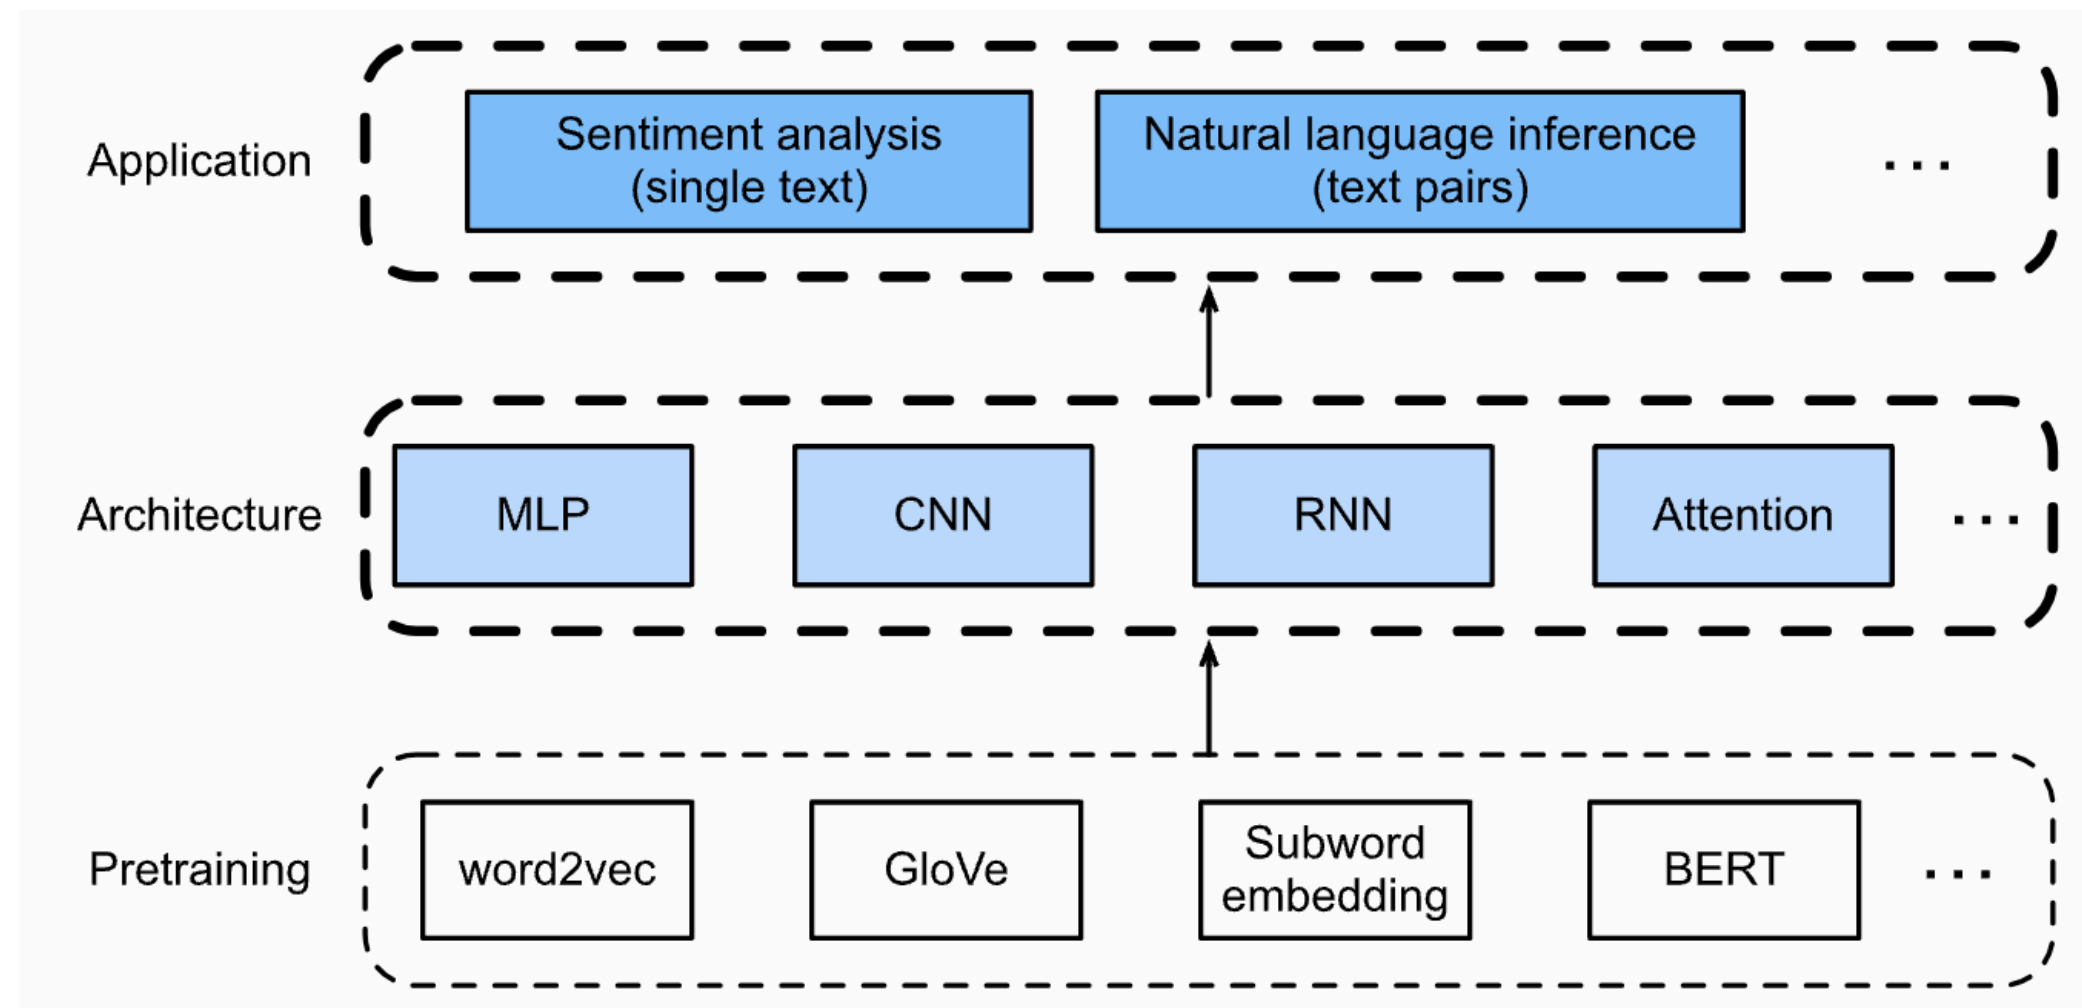 Application
Sentiment analysis
(single text)
Natural language inference
(text pairs)
...
Architecture
MLP
CNN
RNN
Attention
...
Pretraining
word2vec
GloVe
Subword
embedding
BERT
...